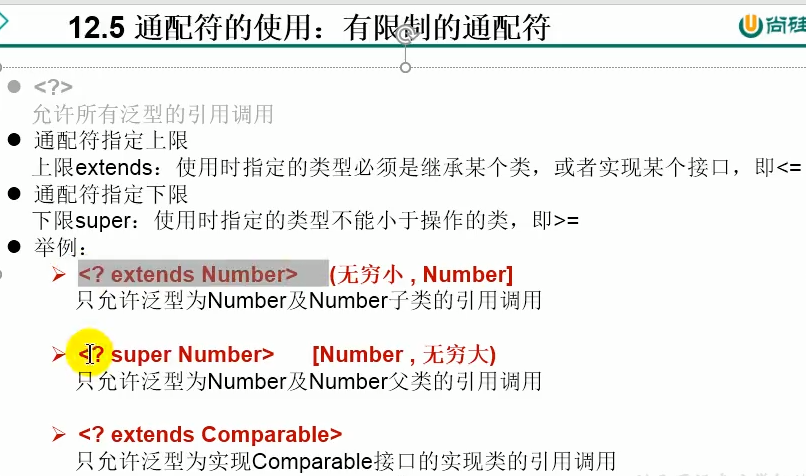 12.5 通配符的使用：有限制的通配符
尚硅
<?>
允许所有泛型的引用调用
通配符指定上限
上限extends：使用时指定的类型必须是继承某个类，或者实现某个接口，即<=
通配符指定下限
下限super：使用时指定的类型不能小于操作的类，即>=
举例：
<? extends Number> (无穷小 , Number]
只允许泛型为Number及Number子类的引用调用
<? super Number> [Number , 无穷大)
只允许泛型为Number及Number父类的引用调用
<? extends Comparable>
只允许泛型为实现Comparable接口的实现类的引用调用